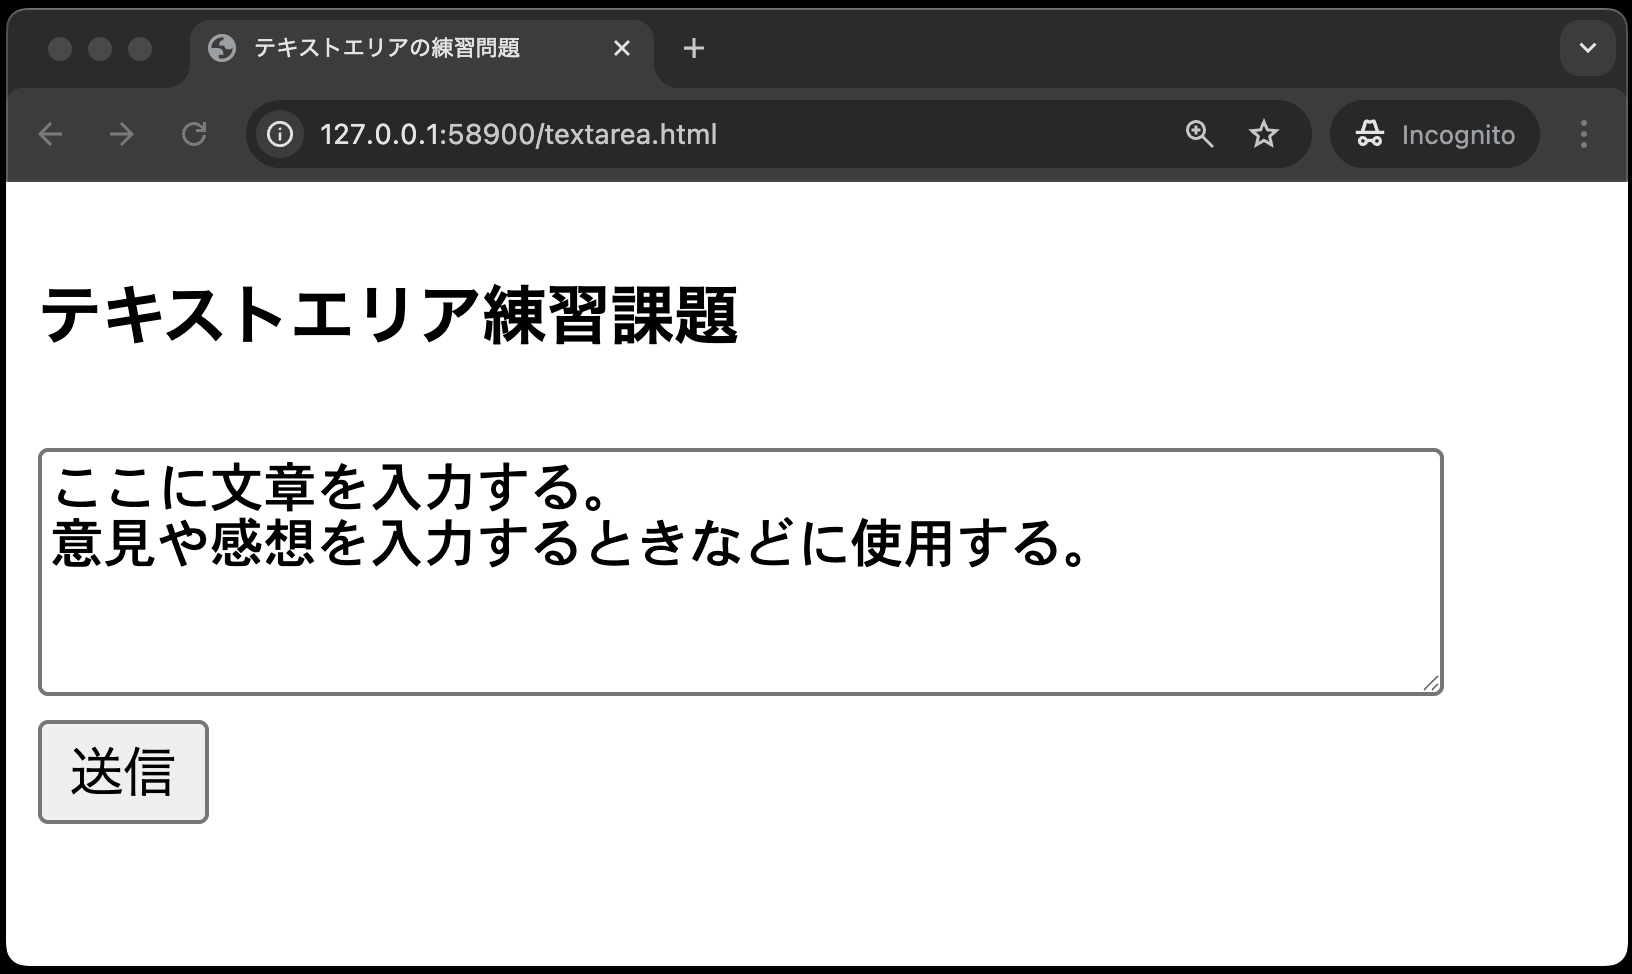 テキストエリアの練習問題
127.0.0.1:58900/textarea.html
Incognito
テキストエリア練習課題
ここに文章を入力する。
意見や感想を入力するときなどに使用する。
送信